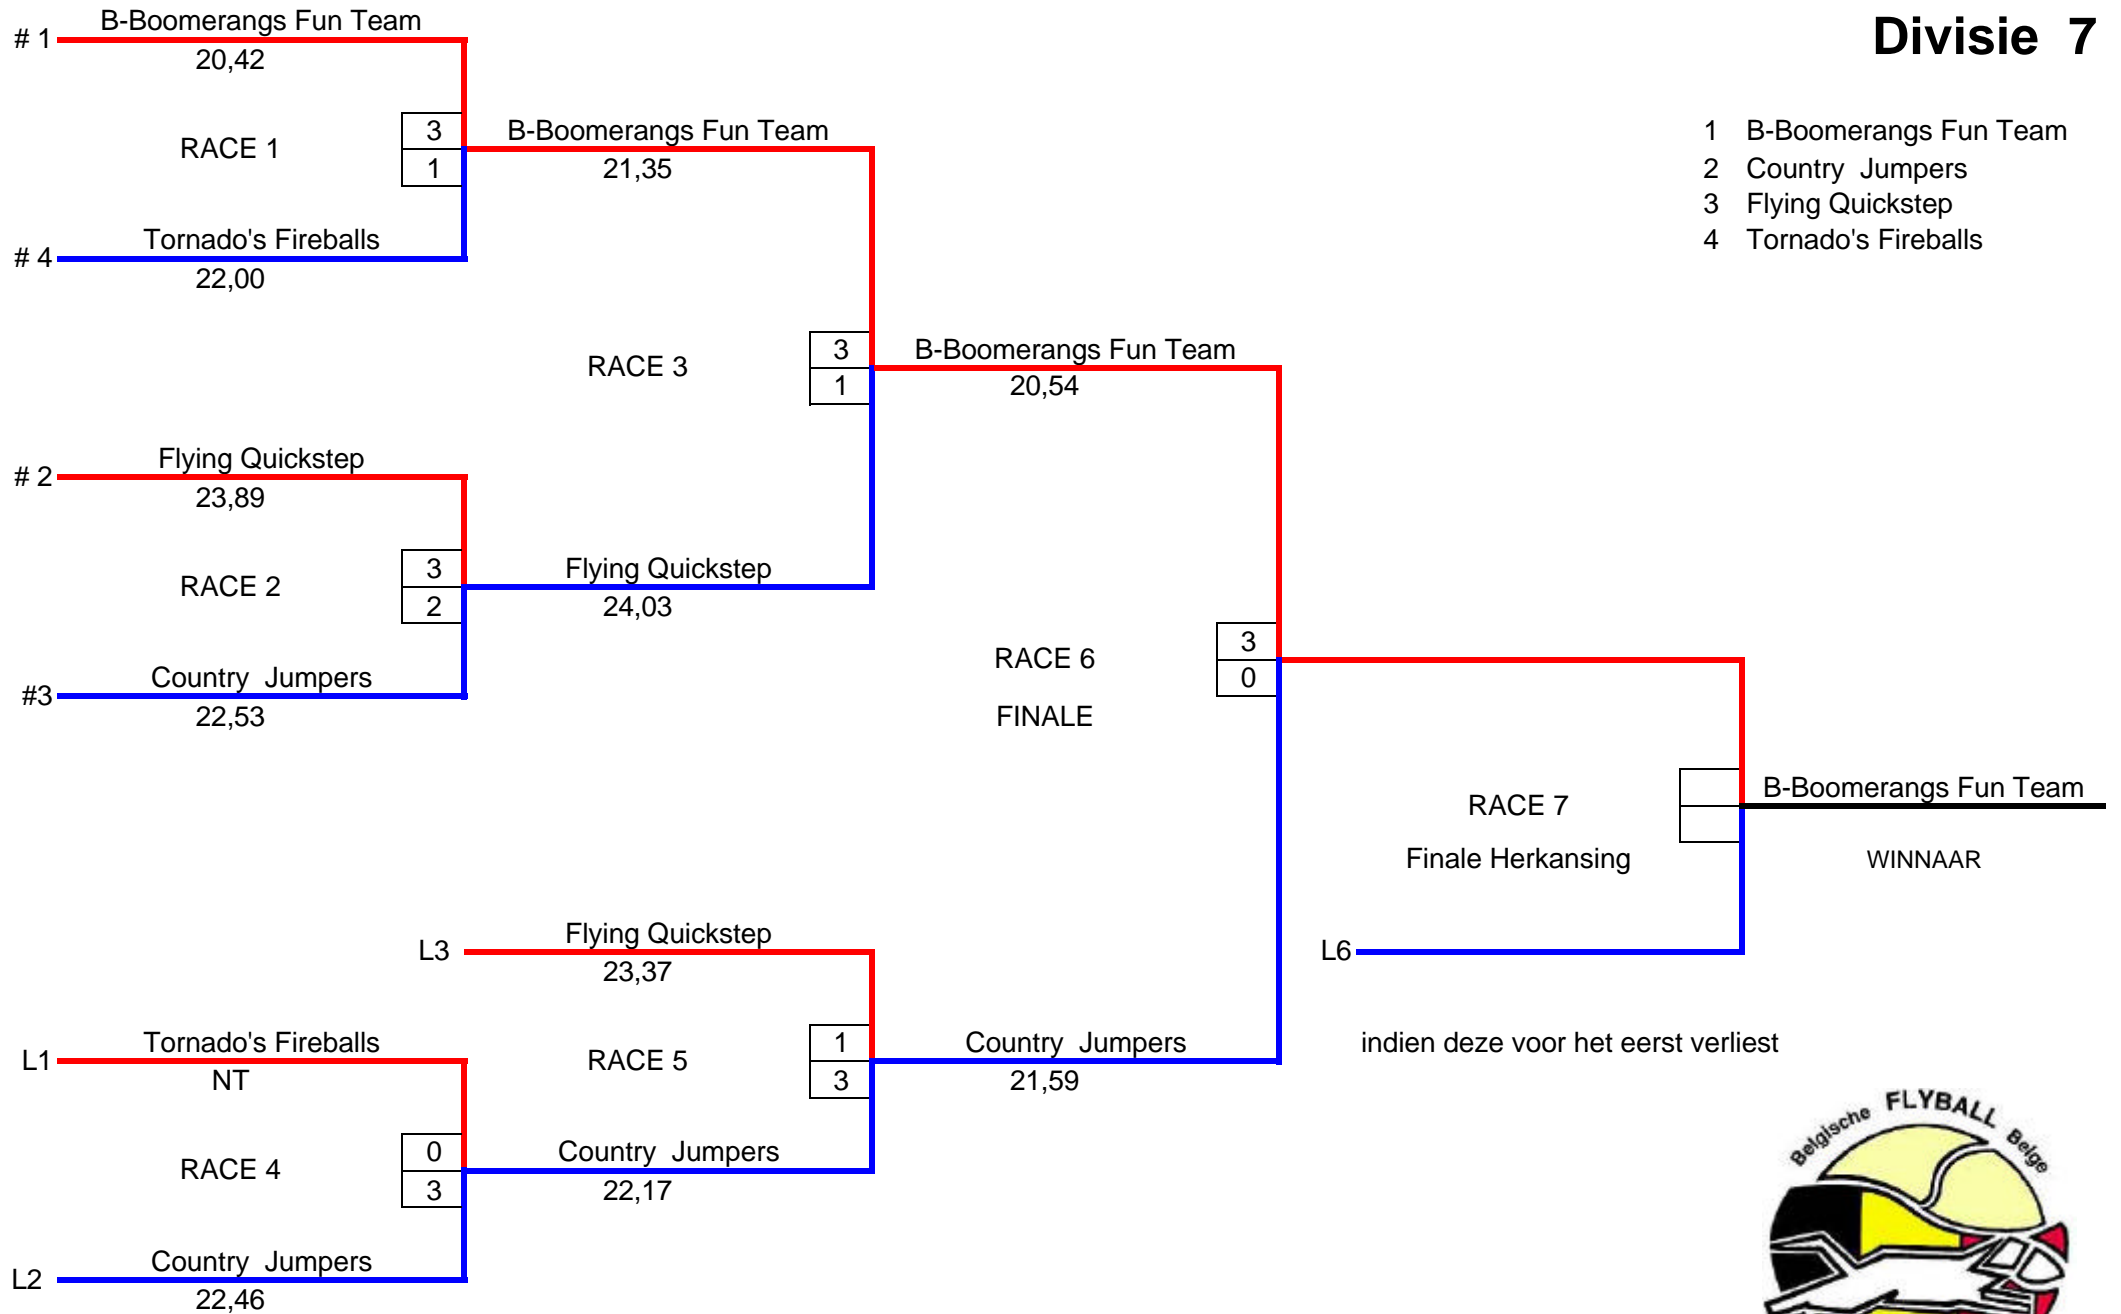 Divisie 7
1 B-Boomerangs Fun Team
2 Country Jumpers
3 Flying Quickstep
4 Tornado's Fireballs
# 1 B-Boomerangs Fun Team
20,42
RACE 1
3
1
# 4 Tornado's Fireballs
22,00
B-Boomerangs Fun Team
21,35
RACE 3
3
1
# 2 Flying Quickstep
23,89
RACE 2
3
2
#3 Country Jumpers
22,53
Flying Quickstep
24,03
B-Boomerangs Fun Team
20,54
RACE 6
FINALE
3
0
RACE 7
Finale Herkansing
B-Boomerangs Fun Team
WINNAAR
L6
indien deze voor het eerst verliest
L3 Flying Quickstep
23,37
RACE 5
1
3
Country Jumpers
21,59
L1 Tornado's Fireballs
NT
RACE 4
0
3
Country Jumpers
22,17
L2 Country Jumpers
22,46
Belgische FLYBALL Belge